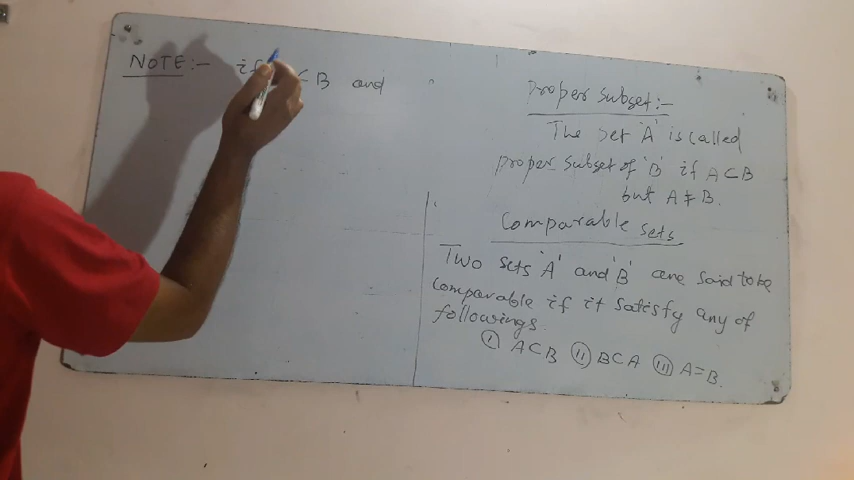 NOTE:- if ⊂ B and
Proper subset:-
The set 'A' is called
proper subset of 'B' if A⊂B
but A≠B.
Comparable sets
Two sets 'A' and 'B' are said to be
comparable if it satisfy any of
followings.
(i) A⊂B (ii) B⊂A (iii) A=B.